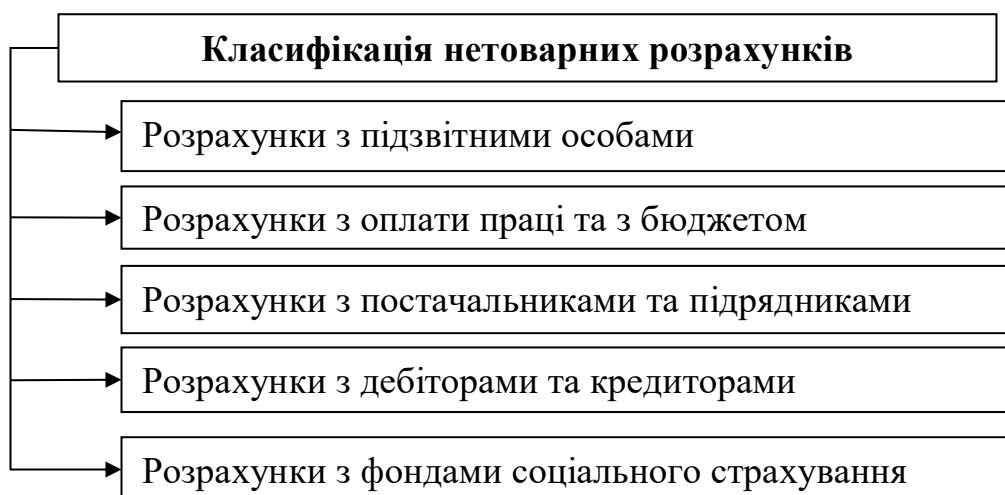 Класифікація нетоварних розрахунків
Розрахунки з підзвітними особами
Розрахунки з оплати праці та з бюджетом
Розрахунки з постачальниками та підрядниками
Розрахунки з дебіторами та кредиторами
Розрахунки з фондами соціального страхування